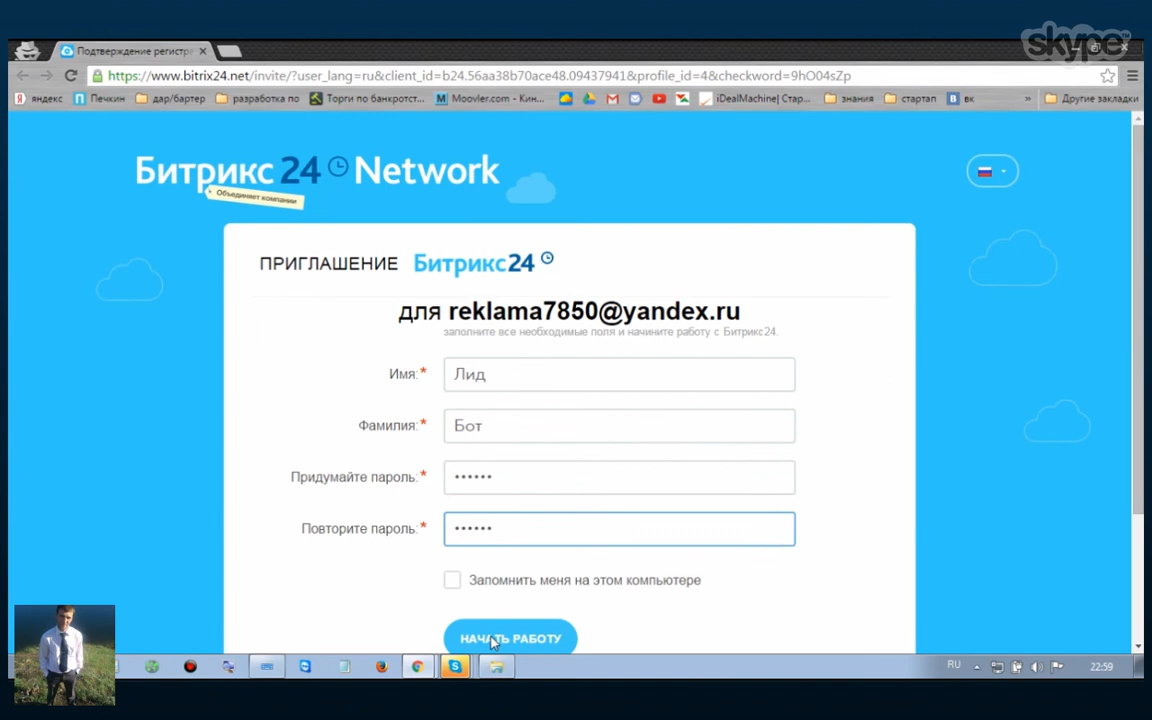 skype™
Подтверждение регистра
https://www.bitrix24.net/invite/?user_lang=ru&client_id=b24.56aa38b70ace48.09437941&profile_id=4&checkword=9hO04sZp
яндекс Печкин дар/бартер разработка по Торги по банкротст... Moovler.com - Кин... iDealMachine| Стар... знания стартап вк » Другие закладки
Битрикс 24 Network
Объединяет компании
ПРИГЛАШЕНИЕ Битрикс24
для reklama7850@yandex.ru
заполните все необходимые поля и начините работу с Битрикс24.
Имя:* Лид
Фамилия:* Бот
Придумайте пароль:* ••••••
Повторите пароль:* ••••••
Запомнить меня на этом компьютере
НАЧАТЬ РАБОТУ
RU 22:59